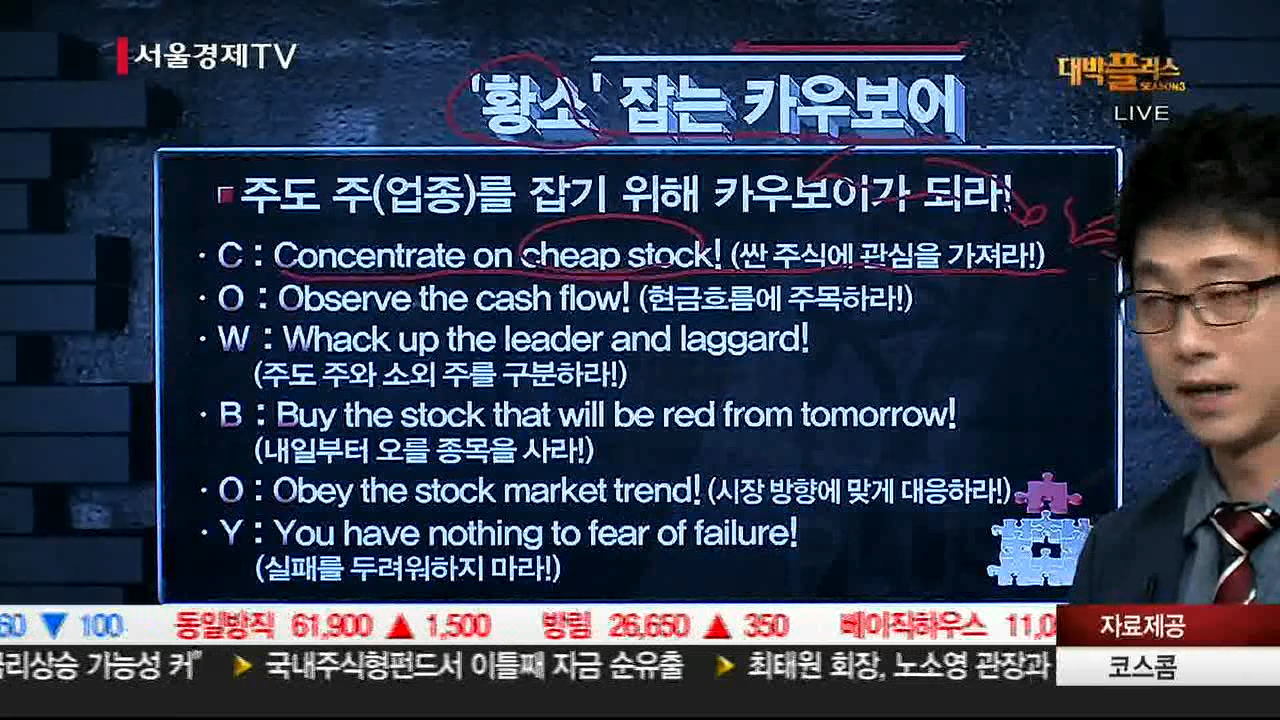 서울경제TV
대박플러스
SEASON3
LIVE
'황소' 잡는 카우보이
주도 주(업종)를 잡기 위해 카우보이가 되라!
· C : Concentrate on cheap stock! (싼 주식에 관심을 가져라!)
· O : Observe the cash flow! (현금흐름에 주목하라!)
· W : Whack up the leader and laggard!
(주도 주와 소외 주를 구분하라!)
· B : Buy the stock that will be red from tomorrow!
(내일부터 오를 종목을 사라!)
· O : Obey the stock market trend! (시장 방향에 맞게 대응하라!)
· Y : You have nothing to fear of failure!
(실패를 두려워하지 마라!)
60 ▼ 100 동일방직 61,900 ▲ 1,500 방림 26,650 ▲ 350 베이직하우스 11,0
자료제공
금리상승 가능성 커" ▶ 국내주식형펀드서 이틀째 자금 순유출 ▶ 최태원 회장, 노소영 관장과
코스콤